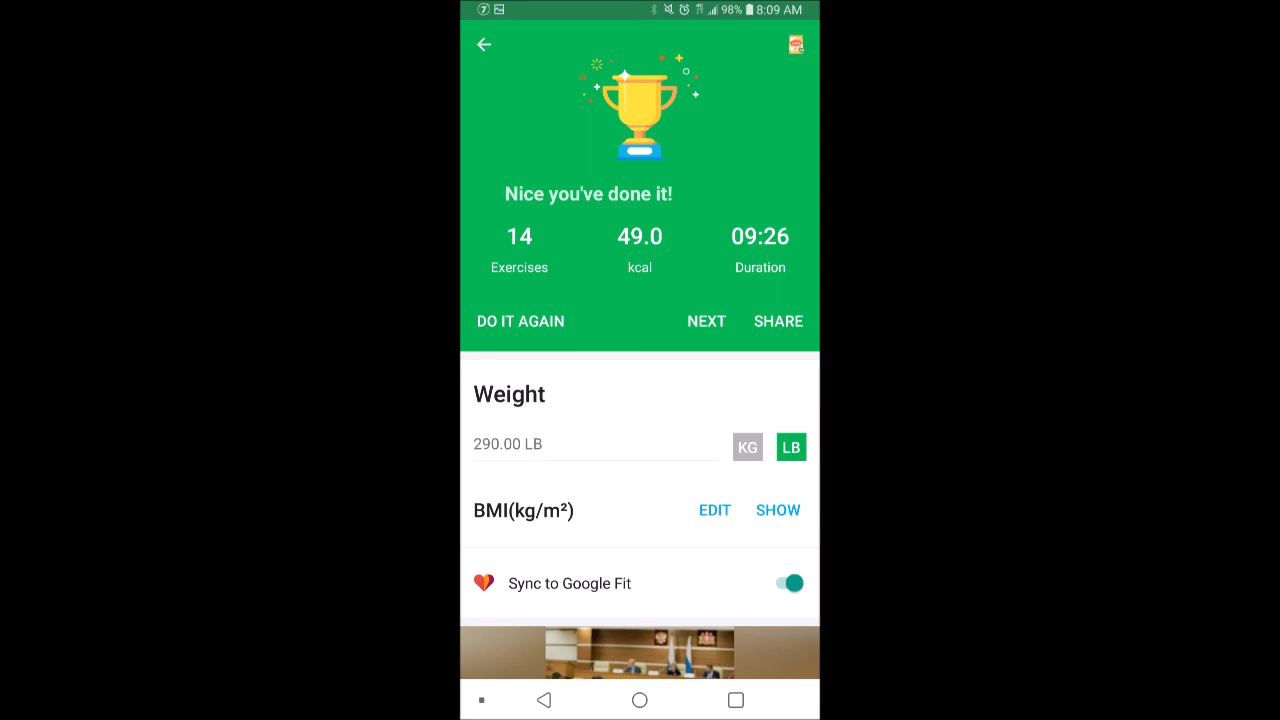 7 98% 8:09 AM
Nice you've done it!
14 49.0 09:26
Exercises kcal Duration
DO IT AGAIN NEXT SHARE
Weight
290.00 LB KG LB
BMI(kg/m²) EDIT SHOW
Sync to Google Fit